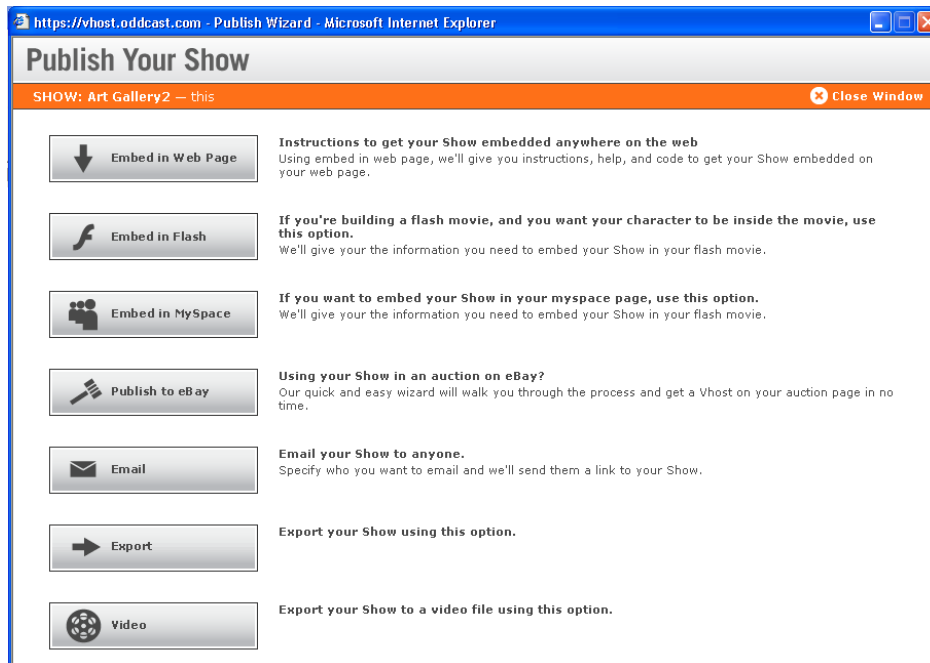 https://vhost.oddcast.com - Publish Wizard - Microsoft Internet Explorer
Publish Your Show
SHOW: Art Gallery2 — this
Close Window
Embed in Web Page
Instructions to get your Show embedded anywhere on the web
Using embed in web page, we'll give you instructions, help, and code to get your Show embedded on
your web page.
Embed in Flash
If you're building a flash movie, and you want your character to be inside the movie, use
this option.
We'll give your the information you need to embed your Show in your flash movie.
Embed in MySpace
If you want to embed your Show in your myspace page, use this option.
We'll give your the information you need to embed your Show in your flash movie.
Publish to eBay
Using your Show in an auction on eBay?
Our quick and easy wizard will walk you through the process and get a Vhost on your auction page in no
time.
Email
Email your Show to anyone.
Specify who you want to email and we'll send them a link to your Show.
Export
Export your Show using this option.
Video
Export your Show to a video file using this option.